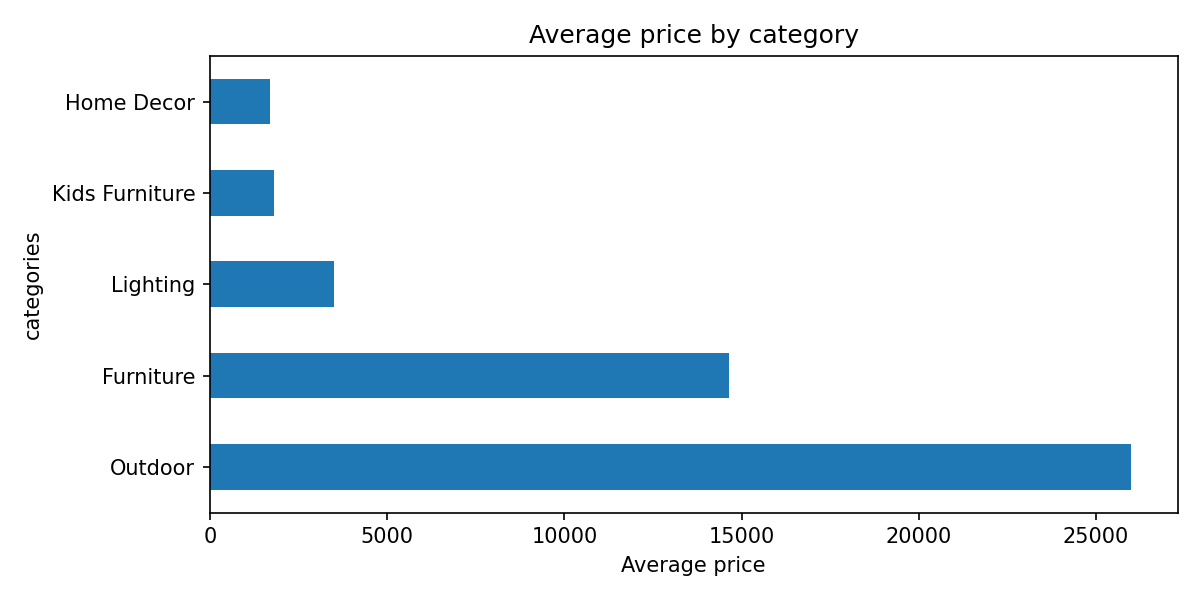 Average price by category
Home Decor
Kids Furniture
Lighting
Furniture
Outdoor
categories
0 5000 10000 15000 20000 25000
Average price